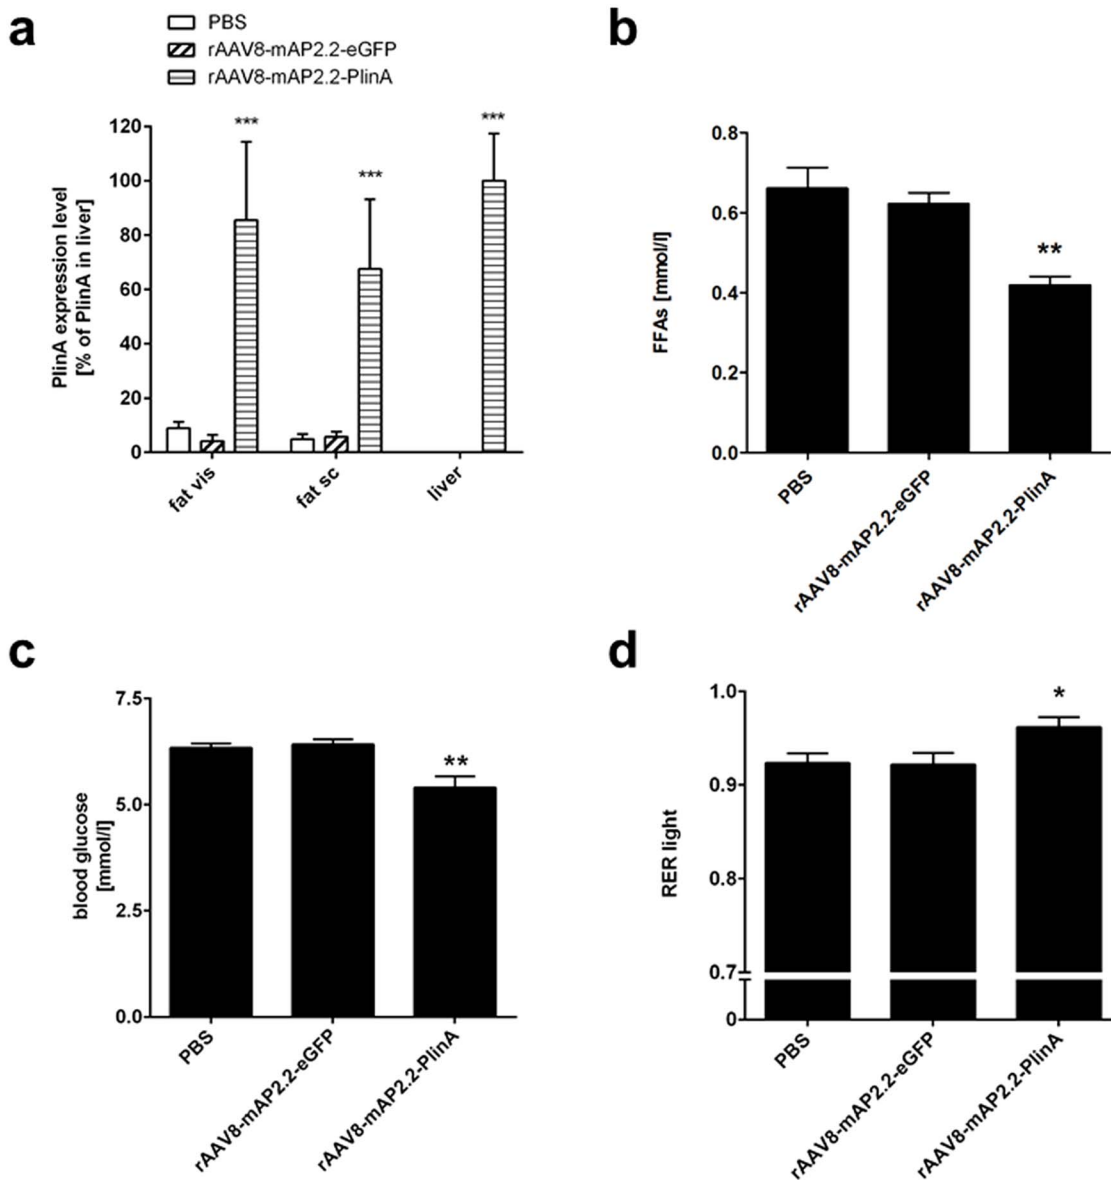 a
PBS
rAAV8-mAP2.2-eGFP
rAAV8-mAP2.2-PlinA
PlinA expression level
[% of PlinA in liver]
120
100
80
60
40
20
0
***
***
***
fat vis
fat sc
liver
b
FFAs [mmol/l]
0.8
0.6
0.4
0.2
0.0
**
PBS
rAAV8-mAP2.2-eGFP
rAAV8-mAP2.2-PlinA
c
blood glucose
[mmol/l]
7.5
5.0
2.5
0.0
**
PBS
rAAV8-mAP2.2-eGFP
rAAV8-mAP2.2-PlinA
d
RER light
1.0
0.9
0.8
0.7
0
*
PBS
rAAV8-mAP2.2-eGFP
rAAV8-mAP2.2-PlinA